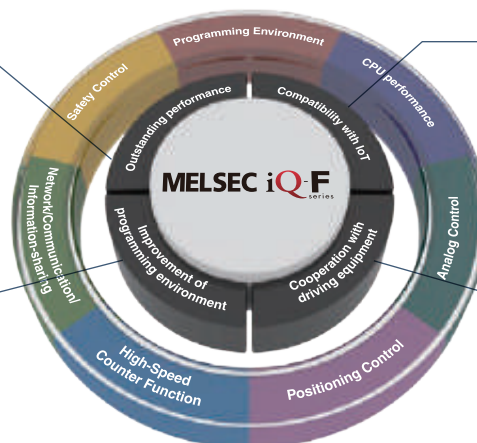 Programming Environment
CPU performance
Analog Control
Positioning Control
High-Speed
Counter Function
Network/Communication/
Information-sharing
Safety Control
Outstanding performance
Compatibility with IoT
Cooperation with
driving equipment
Improvement of
programming environment
MELSEC iQ-F
series